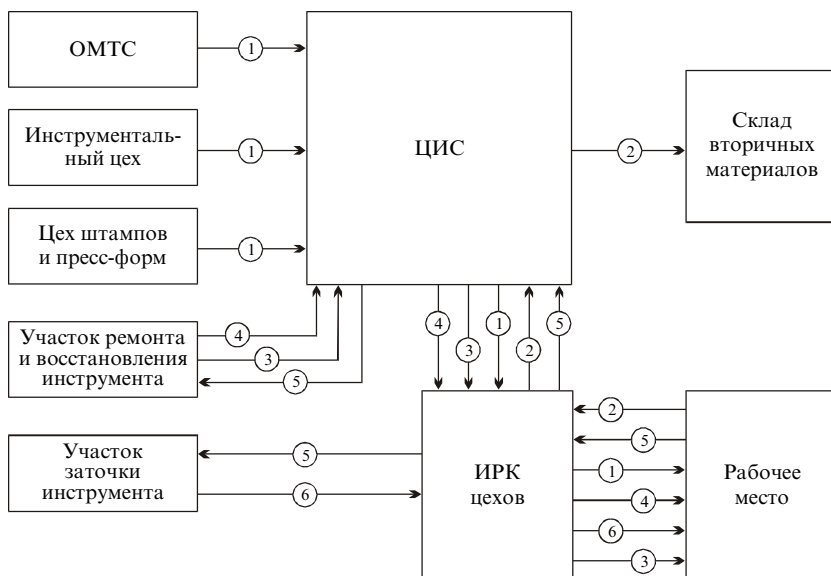 ОМТС
1
Инструменталь-
ный цех
1
ЦИС
2
Склад
вторичных
материалов
Цех штампов
и пресс-форм
1
Участок ремонта
и восстановления
инструмента
4
3
5
4
3
1
2
5
Участок
заточки
инструмента
5
6
ИРК
цехов
2
5
1
4
6
3
Рабочее
место